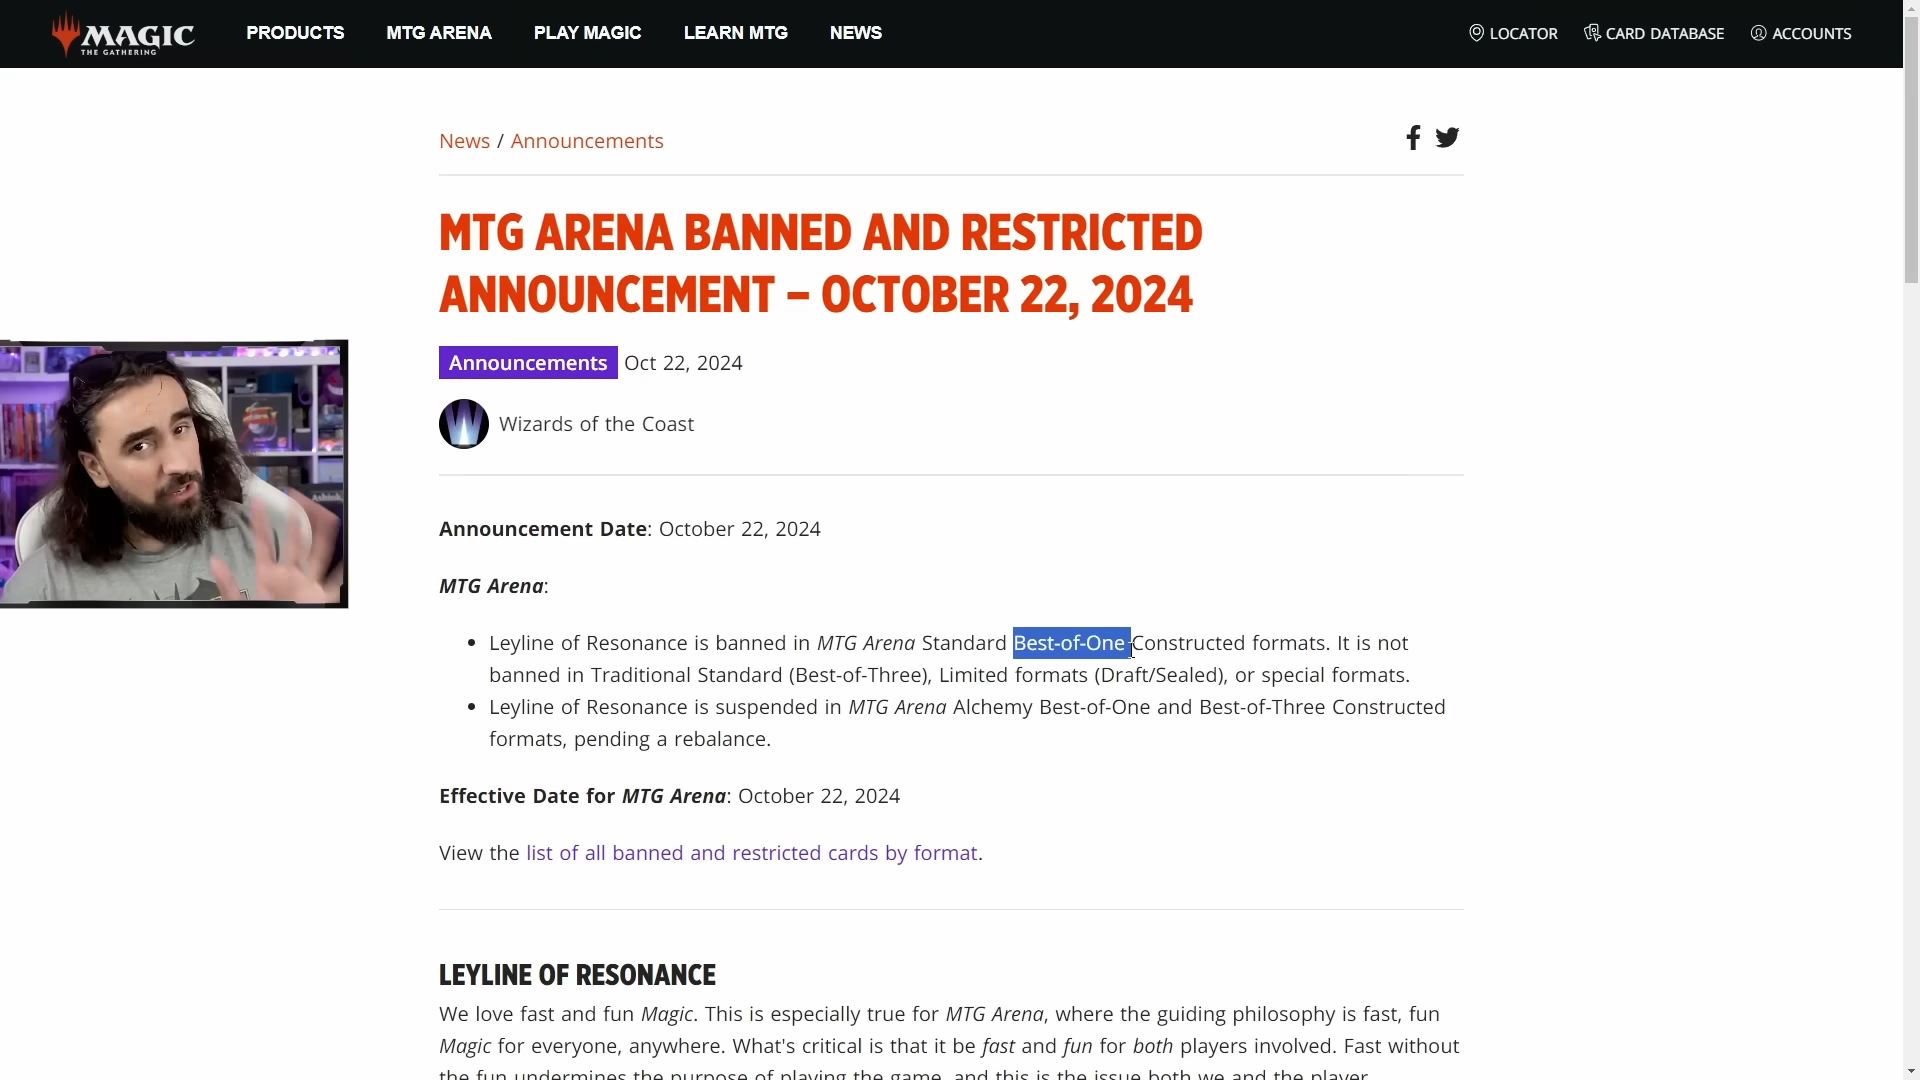 MAGIC
THE GATHERING
PRODUCTS
MTG ARENA
PLAY MAGIC
LEARN MTG
NEWS
LOCATOR
CARD DATABASE
ACCOUNTS
News / Announcements
MTG ARENA BANNED AND RESTRICTED
ANNOUNCEMENT – OCTOBER 22, 2024
Announcements Oct 22, 2024
Wizards of the Coast
Announcement Date: October 22, 2024
MTG Arena:
• Leyline of Resonance is banned in MTG Arena Standard Best-of-One Constructed formats. It is not
banned in Traditional Standard (Best-of-Three), Limited formats (Draft/Sealed), or special formats.
• Leyline of Resonance is suspended in MTG Arena Alchemy Best-of-One and Best-of-Three Constructed
formats, pending a rebalance.
Effective Date for MTG Arena: October 22, 2024
View the list of all banned and restricted cards by format.
LEYLINE OF RESONANCE
We love fast and fun Magic. This is especially true for MTG Arena, where the guiding philosophy is fast, fun
Magic for everyone, anywhere. What's critical is that it be fast and fun for both players involved. Fast without
the fun undermines the purpose of playing the game, and this is the issue both we and the player